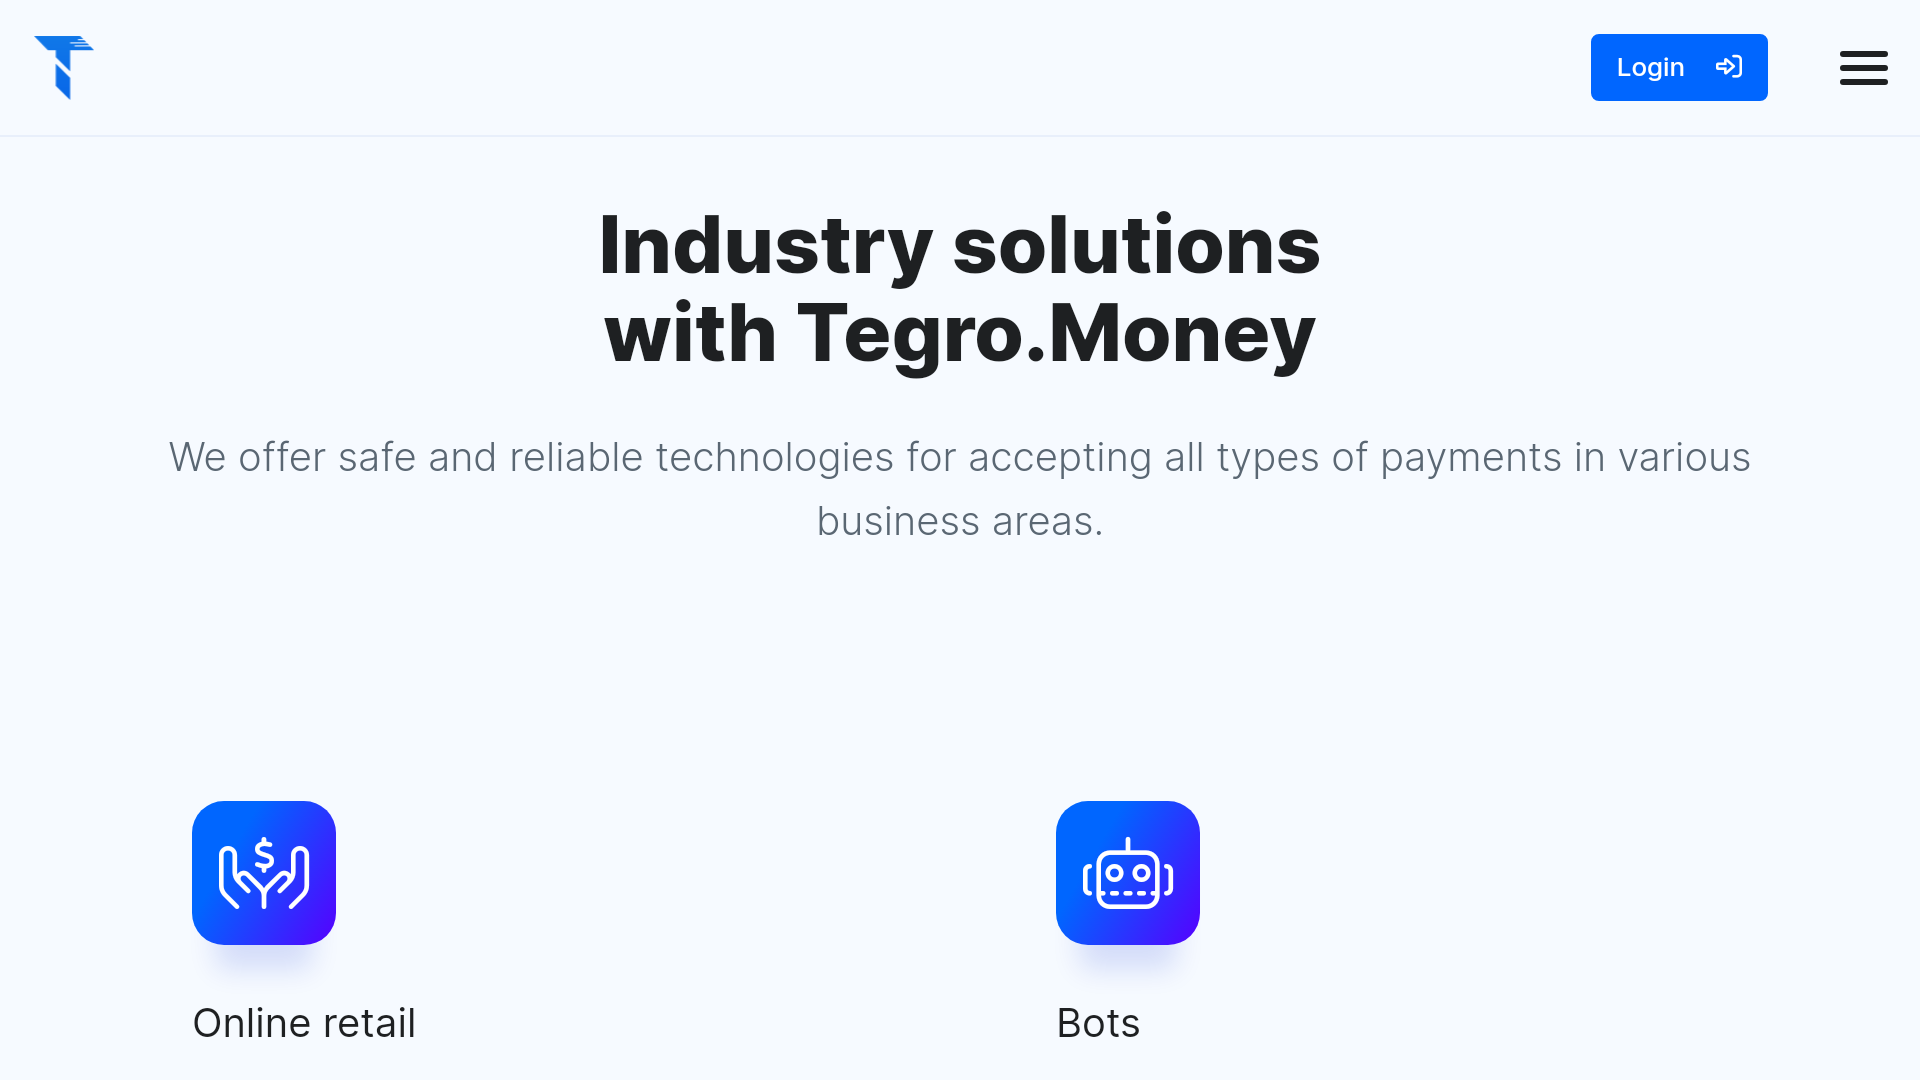 Login
Industry solutions
with Tegro.Money
We offer safe and reliable technologies for accepting all types of payments in various
business areas.
Online retail
Bots